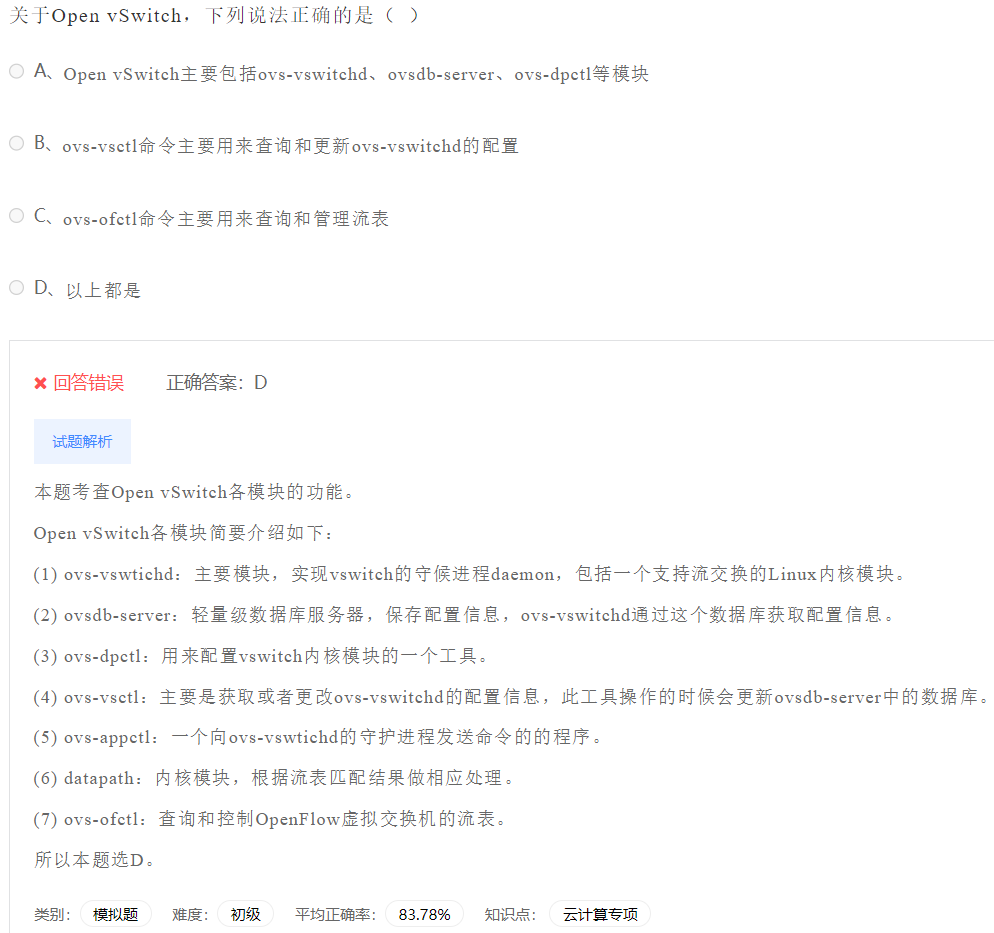 关于Open vSwitch，下列说法正确的是（ ）
A、Open vSwitch主要包括ovs-vswitchd、ovsdb-server、ovs-dpctl等模块
B、ovs-vsctl命令主要用来查询和更新ovs-vswitchd的配置
C、ovs-ofctl命令主要用来查询和管理流表
D、以上都是
✖ 回答错误 正确答案：D
试题解析
本题考查Open vSwitch各模块的功能。
Open vSwitch各模块简要介绍如下：
(1) ovs-vswtichd：主要模块，实现vswitch的守候进程daemon，包括一个支持流交换的Linux内核模块。
(2) ovsdb-server：轻量级数据库服务器，保存配置信息，ovs-vswitchd通过这个数据库获取配置信息。
(3) ovs-dpctl：用来配置vswitch内核模块的一个工具。
(4) ovs-vsctl：主要是获取或者更改ovs-vswitchd的配置信息，此工具操作的时候会更新ovsdb-server中的数据库。
(5) ovs-appctl：一个向ovs-vswtichd的守护进程发送命令的的程序。
(6) datapath：内核模块，根据流表匹配结果做相应处理。
(7) ovs-ofctl：查询和控制OpenFlow虚拟交换机的流表。
所以本题选D。
类别： 模拟题 难度： 初级 平均正确率： 83.78% 知识点： 云计算专项